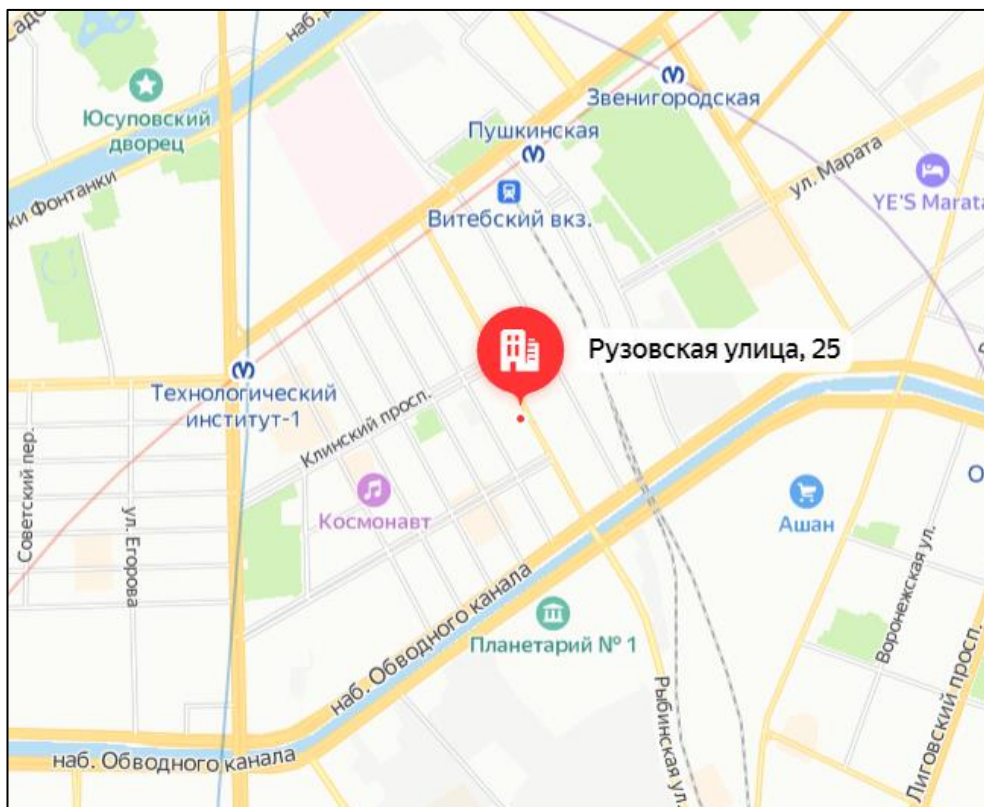 Садо
наб. р
Юсуповский
дворец
ки Фонтанки
Звенигородская
Пушкинская
ул. Марата
YE'S Marata
Витебский вкз.
Рузовская улица, 25
Технологический
институт-1
Клинский просп.
Советский пер.
ул. Егорова
Космонавт
Ашан
О
Воронежская ул.
наб. Обводного канала
Планетарий № 1
Рыбинская ул.
Лиговский просп.
наб. Обводного канала